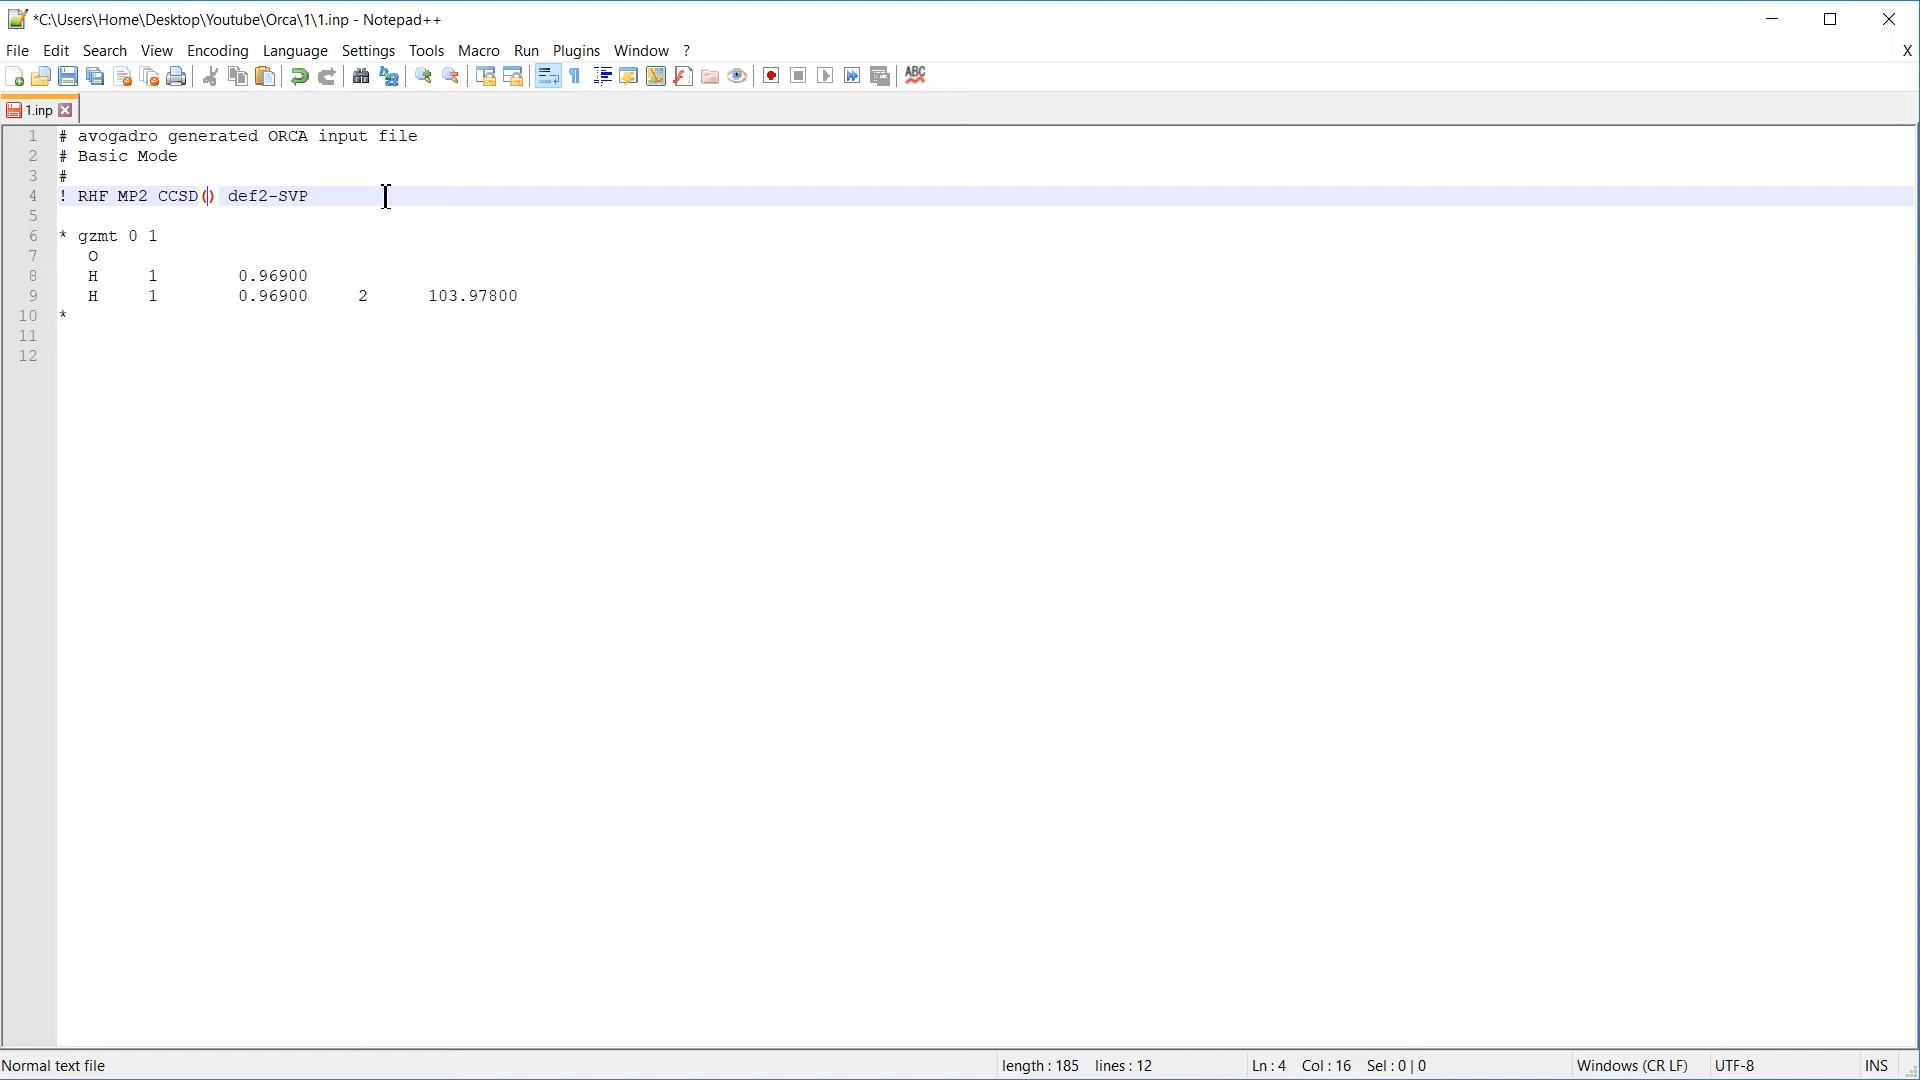 *C:\Users\Home\Desktop\Youtube\Orca\1\1.inp - Notepad++
File Edit Search View Encoding Language Settings Tools Macro Run Plugins Window ? X
ABC
1.inp
1 # avogadro generated ORCA input file
2 # Basic Mode
3 #
4 ! RHF MP2 CCSD() def2-SVP
5
6 * gzmt 0 1
7 O
8 H 1 0.96900
9 H 1 0.96900 2 103.97800
10 *
11
12
Normal text file length : 185 lines : 12 Ln : 4 Col : 16 Sel : 0 | 0 Windows (CR LF) UTF-8 INS